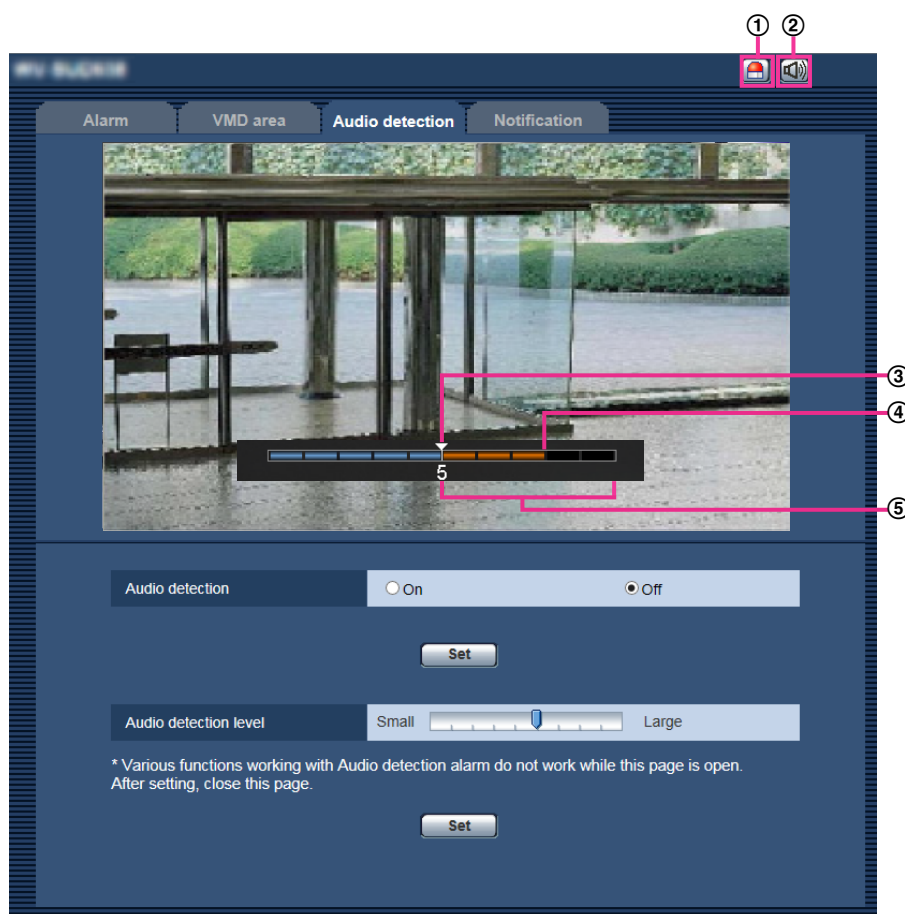 ① ②
Alarm VMD area Audio detection Notification
③
④
5
⑤
Audio detection On Off
Set
Audio detection level Small Large
* Various functions working with Audio detection alarm do not work while this page is open.
After setting, close this page.
Set